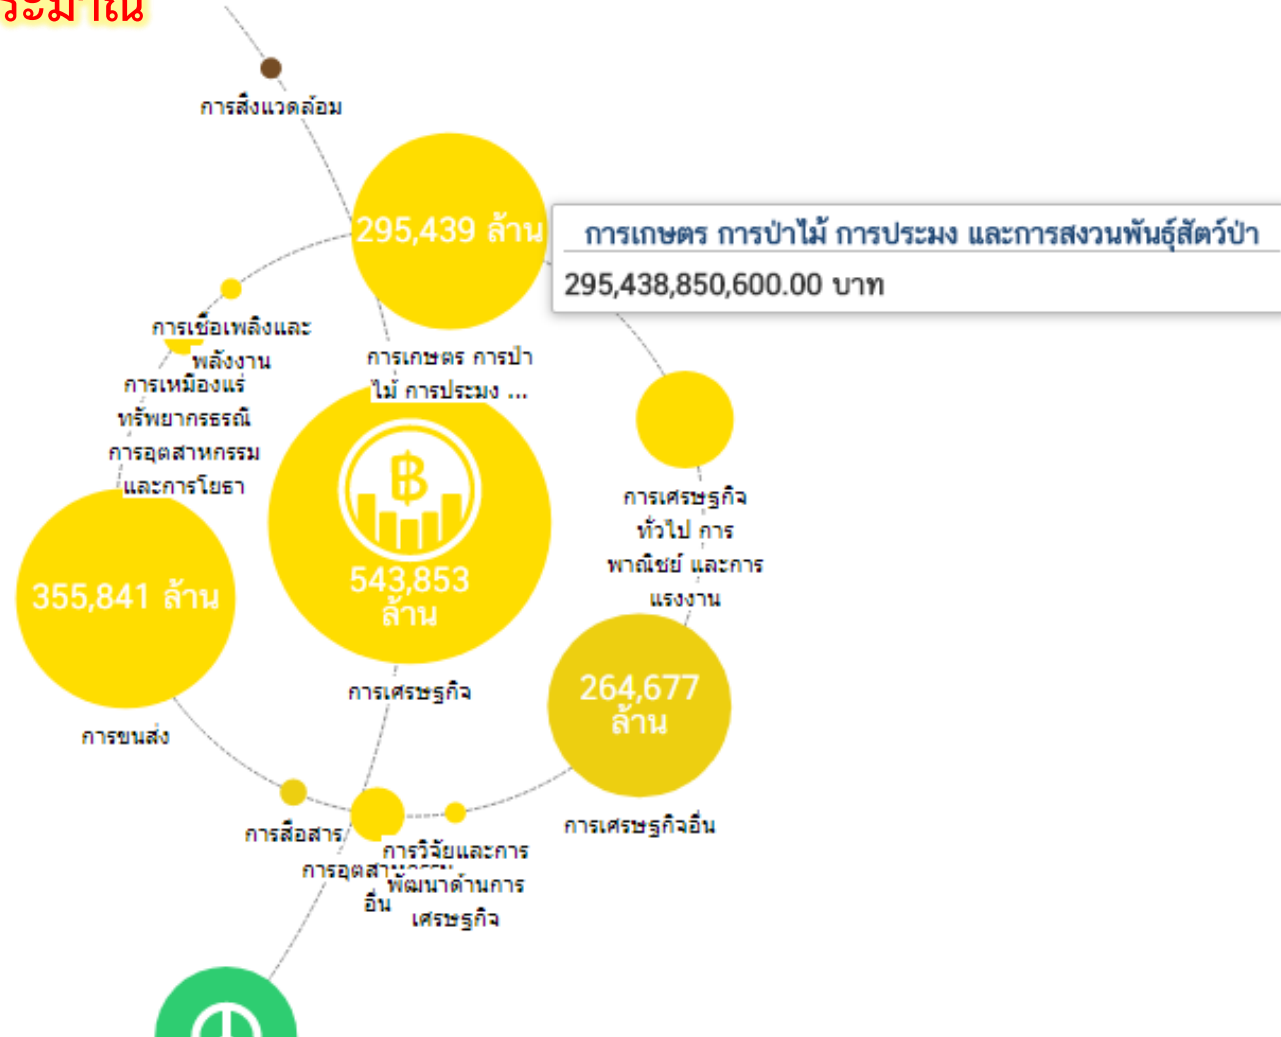 การสิ่งแวดล้อม
295,439 ล้าน
การเกษตร การป่าไม้ การประมง และการสงวนพันธุ์สัตว์ป่า
295,438,850,600.00 บาท
การเกษตร การป่า
ไม้ การประมง ...
การเชื้อเพลิงและ
พลังงาน
การเหมืองแร่
ทรัพยากรธรณี
การอุตสาหกรรม
และการโยธา
543,853
ล้าน
การเศรษฐกิจ
การเศรษฐกิจ
ทั่วไป การ
พาณิชย์ และการ
แรงงาน
355,841 ล้าน
การขนส่ง
264,677
ล้าน
การเศรษฐกิจอื่น
การสื่อสาร
การอุตสาหกรรม
อื่น
การวิจัยและการ
พัฒนาด้านการ
เศรษฐกิจ